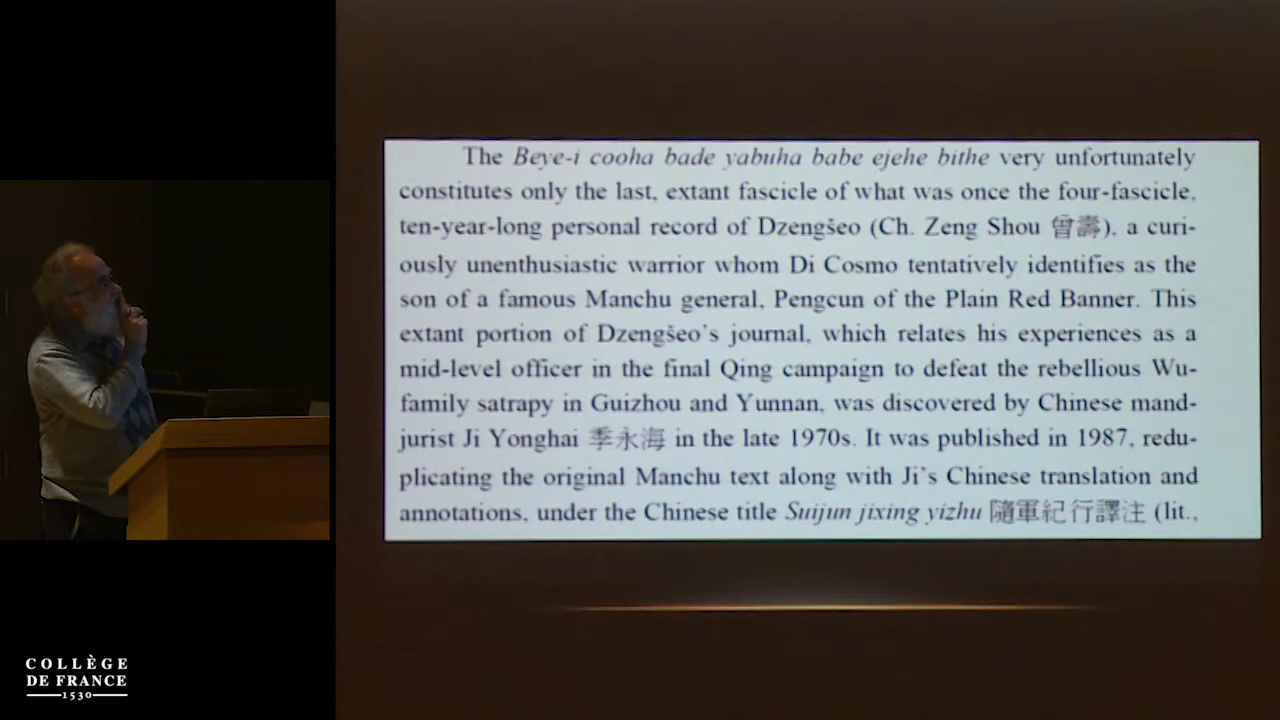 The Beye-i cooha bade yabuha babe ejehe bithe very unfortunately
constitutes only the last, extant fascicle of what was once the four-fascicle,
ten-year-long personal record of Dzengšeo (Ch. Zeng Shou 曾壽), a curi-
ously unenthusiastic warrior whom Di Cosmo tentatively identifies as the
son of a famous Manchu general, Pengcun of the Plain Red Banner. This
extant portion of Dzengšeo's journal, which relates his experiences as a
mid-level officer in the final Qing campaign to defeat the rebellious Wu-
family satrapy in Guizhou and Yunnan, was discovered by Chinese mand-
jurist Ji Yonghai 季永海 in the late 1970s. It was published in 1987, redu-
plicating the original Manchu text along with Ji's Chinese translation and
annotations, under the Chinese title Suijun jixing yizhu 隨軍紀行譯注 (lit.,
COLLÈGE
DE FRANCE
1530